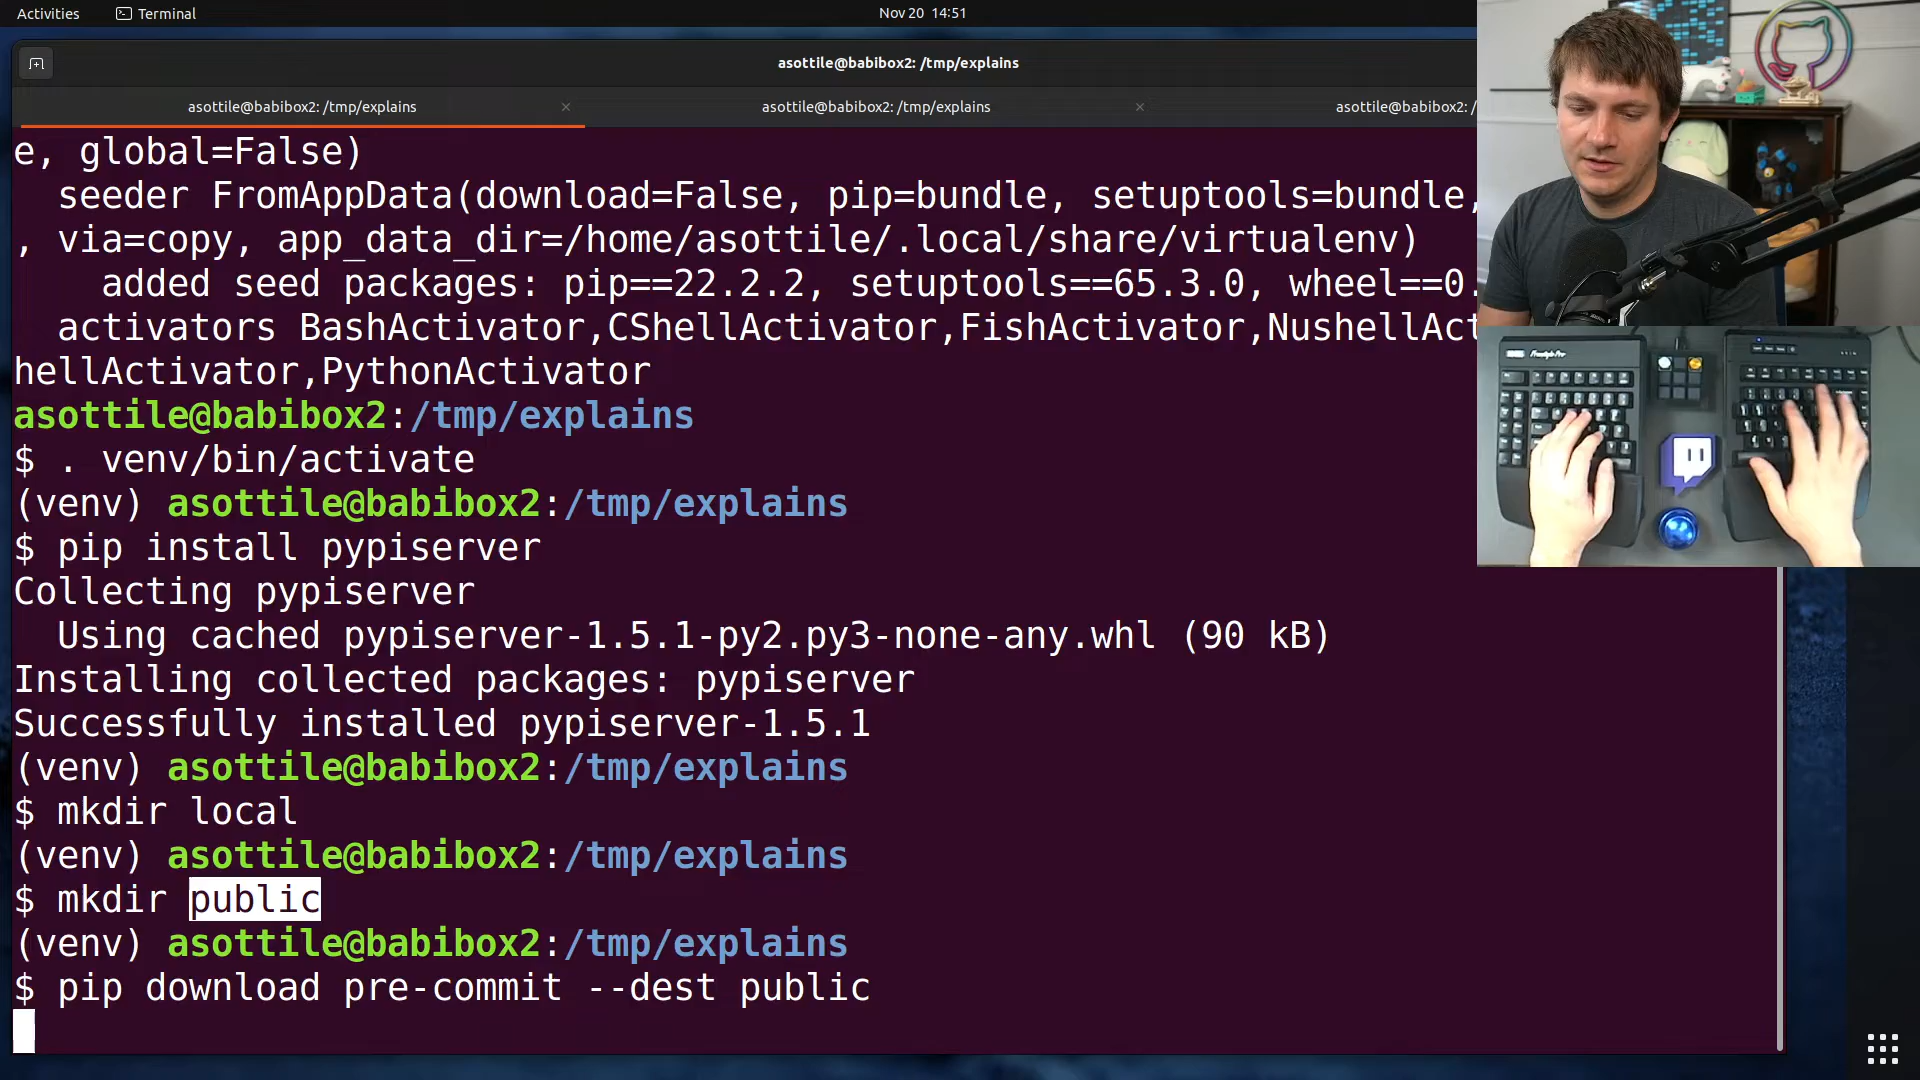 Activities
Terminal
Nov 20 14:51
asottile@babibox2: /tmp/explains
asottile@babibox2: /tmp/explains
asottile@babibox2: /tmp/explains
asottile@babibox2: /
e, global=False)
seeder FromAppData(download=False, pip=bundle, setuptools=bundle,
, via=copy, app_data_dir=/home/asottile/.local/share/virtualenv)
added seed packages: pip==22.2.2, setuptools==65.3.0, wheel==0.
activators BashActivator,CShellActivator,FishActivator,NushellAct
hellActivator,PythonActivator
asottile@babibox2:/tmp/explains
$ . venv/bin/activate
(venv) asottile@babibox2:/tmp/explains
$ pip install pypiserver
Collecting pypiserver
Using cached pypiserver-1.5.1-py2.py3-none-any.whl (90 kB)
Installing collected packages: pypiserver
Successfully installed pypiserver-1.5.1
(venv) asottile@babibox2:/tmp/explains
$ mkdir local
(venv) asottile@babibox2:/tmp/explains
$ mkdir public
(venv) asottile@babibox2:/tmp/explains
$ pip download pre-commit --dest public